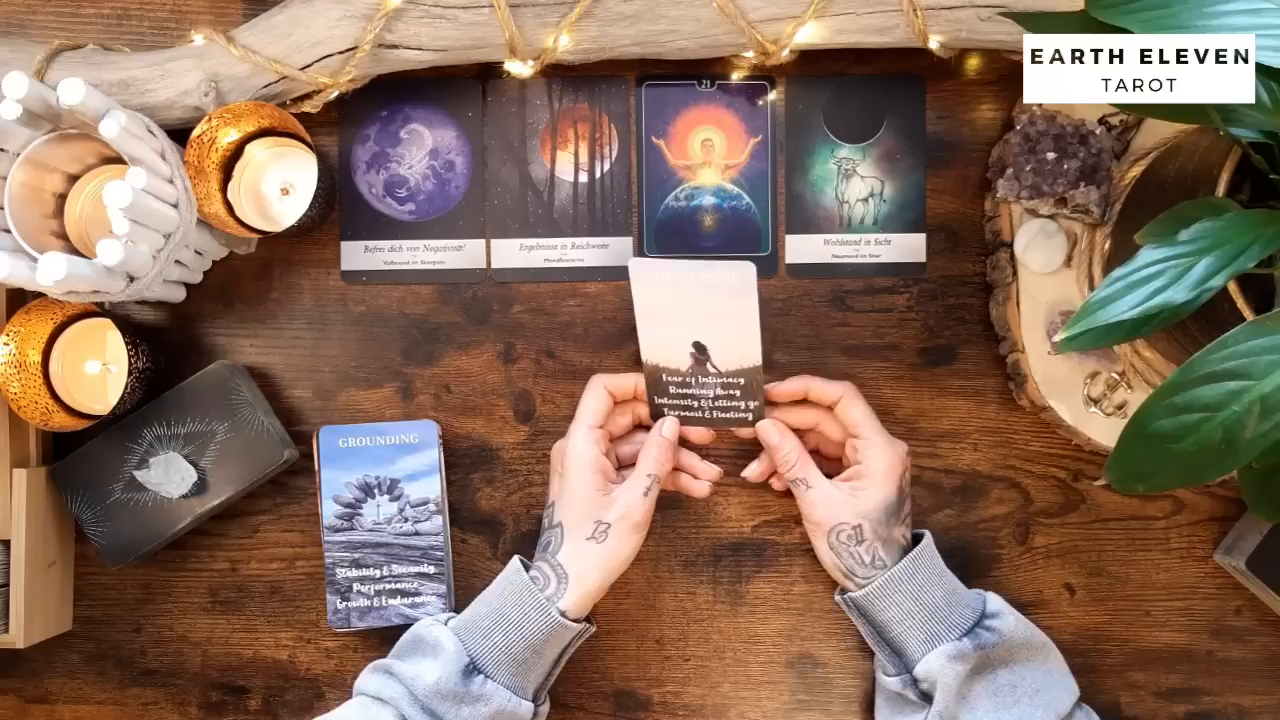 EARTH ELEVEN
TAROT
21
Befrei dich von Negativität!
Vollmond im Skorpion
Ergebnisse in Reichweite
Mondfinsternis
Wohlstand in Sicht
Neumond im Stier
Fear of Intimacy
Running Away
Intensity & Letting go
Turmoil & Fleeting
GROUNDING
Stability & Security
Performance
Growth & Endurance